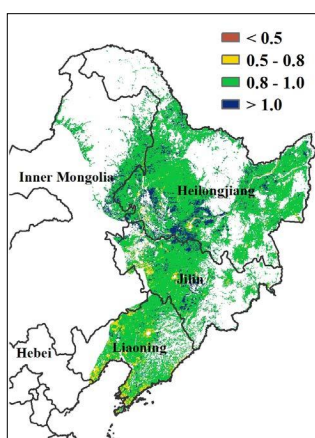 < 0.5
0.5 - 0.8
0.8 - 1.0
> 1.0
Inner Mongolia
Heilongjiang
Jilin
Liaoning
Hebei